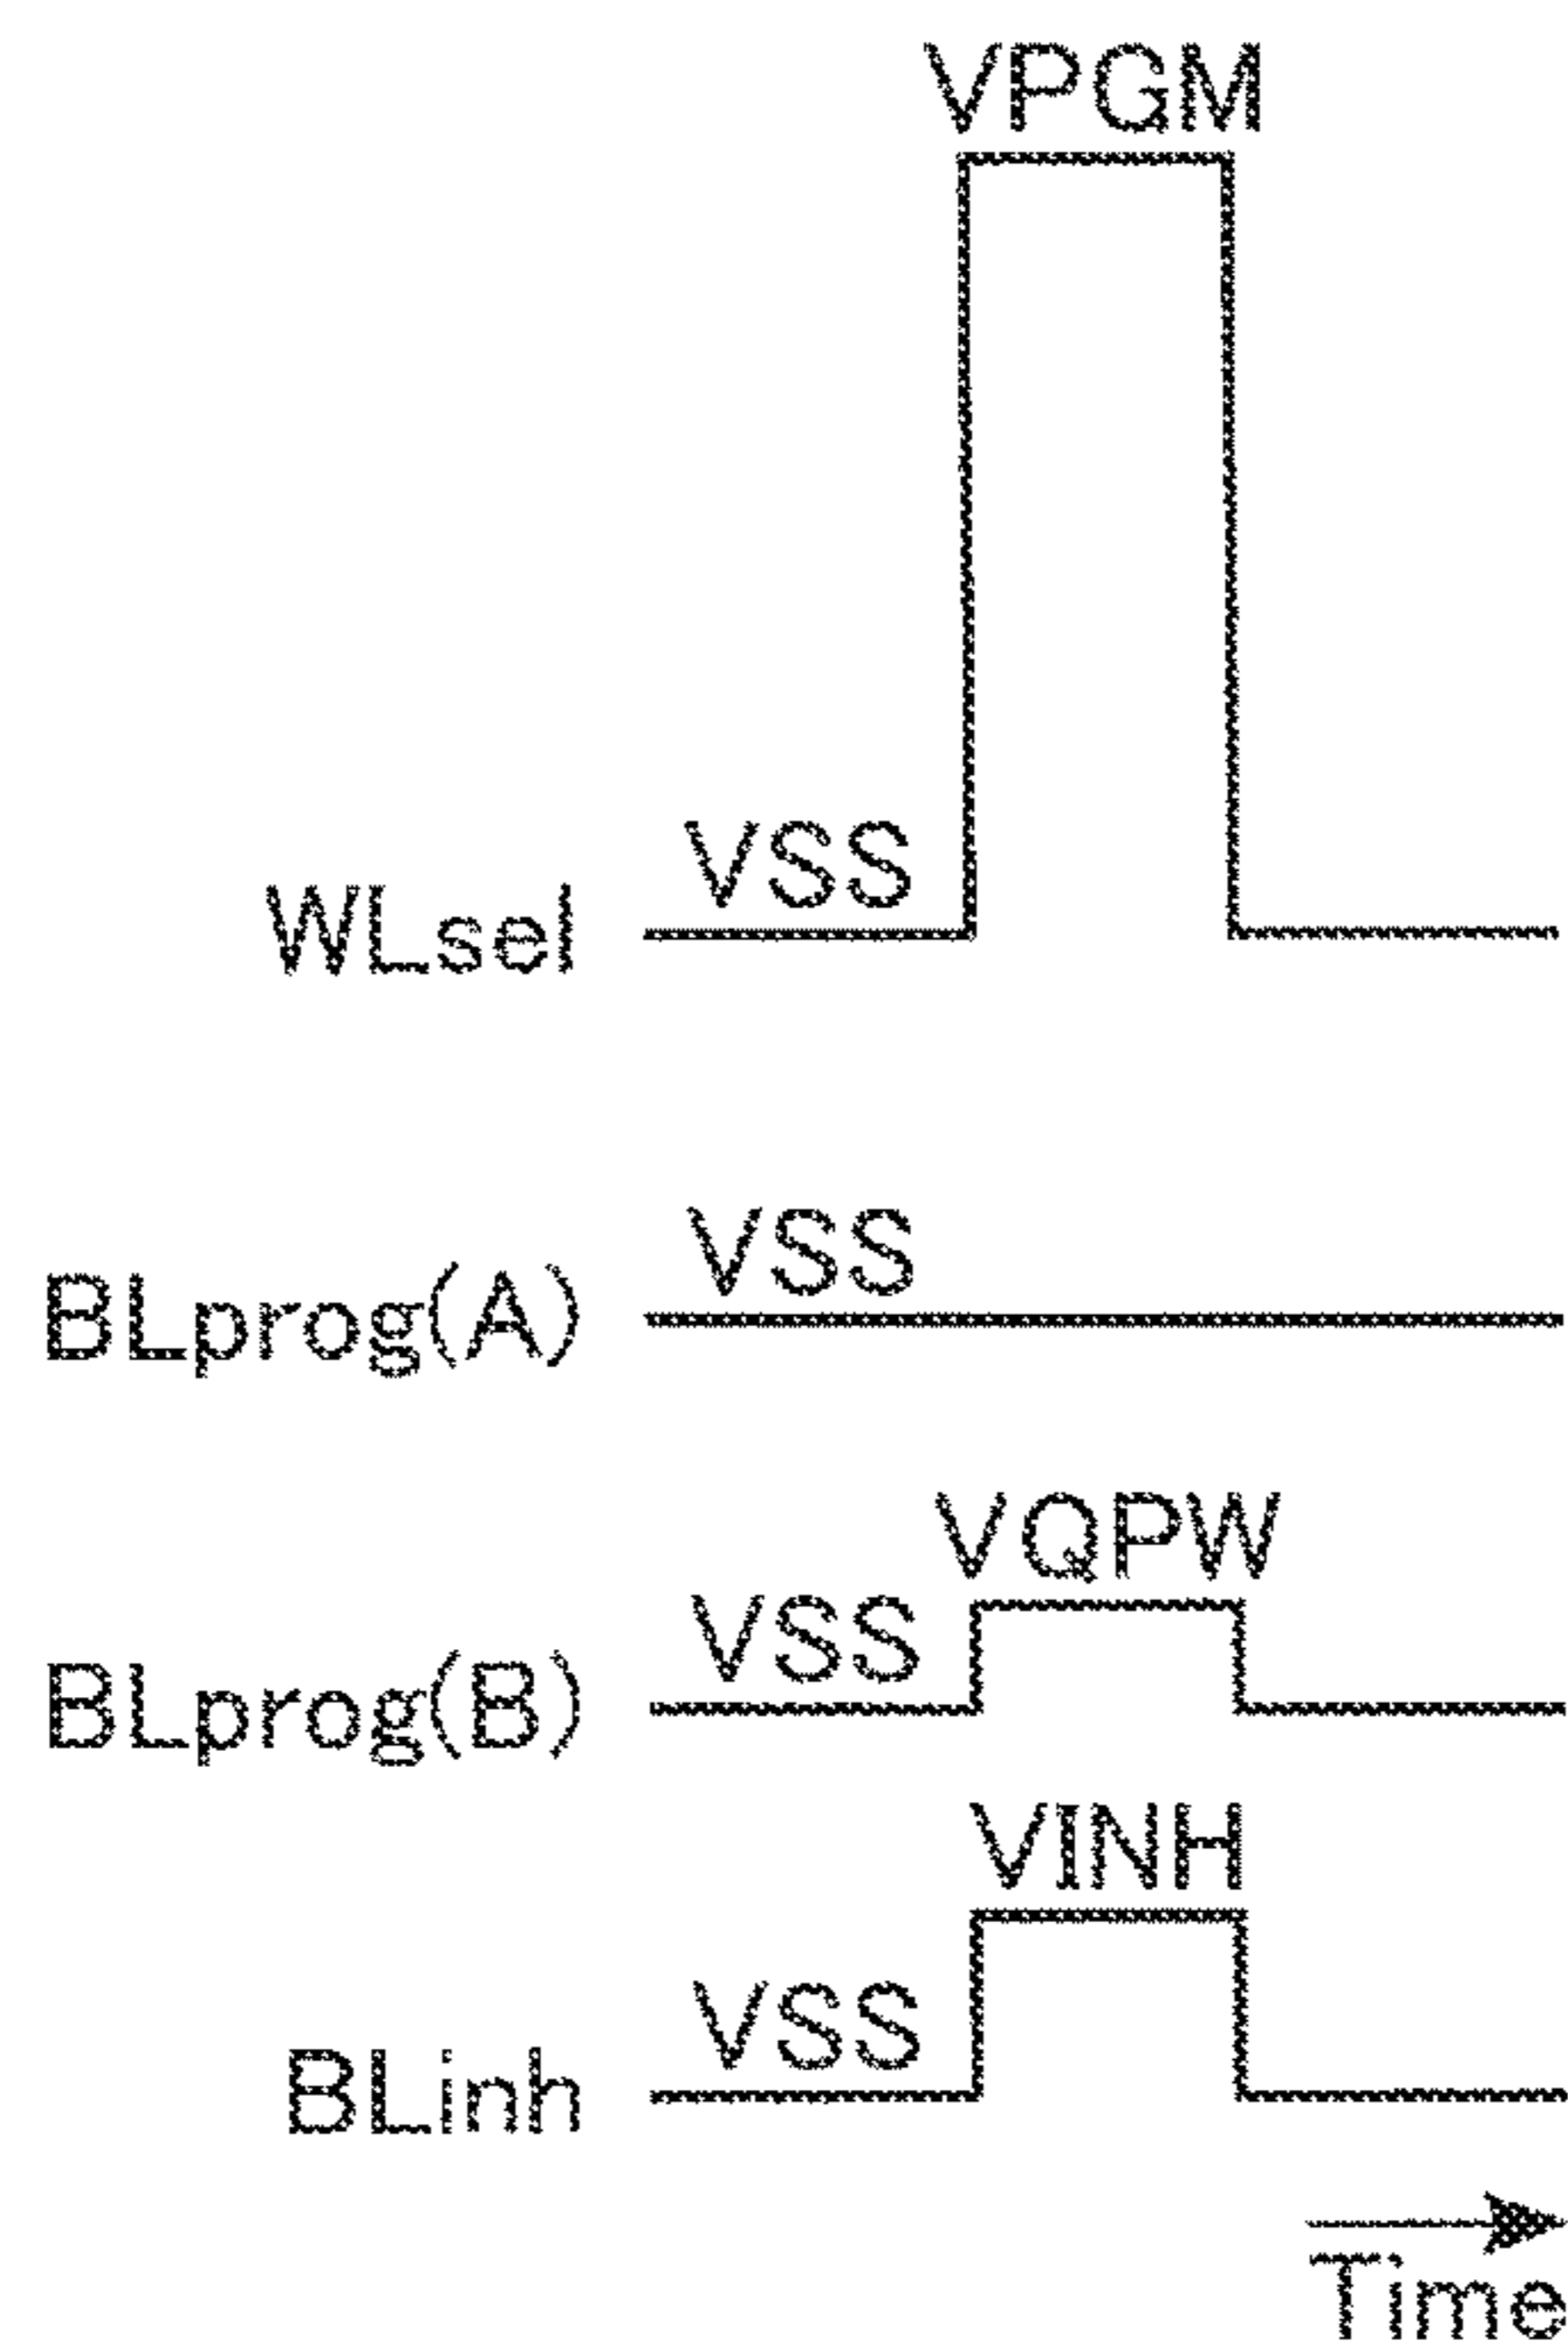 VPGM
VSS
WLsel
VSS
BLprog(A)
VQPW
VSS
BLprog(B)
VINH
VSS
BLinh
Time